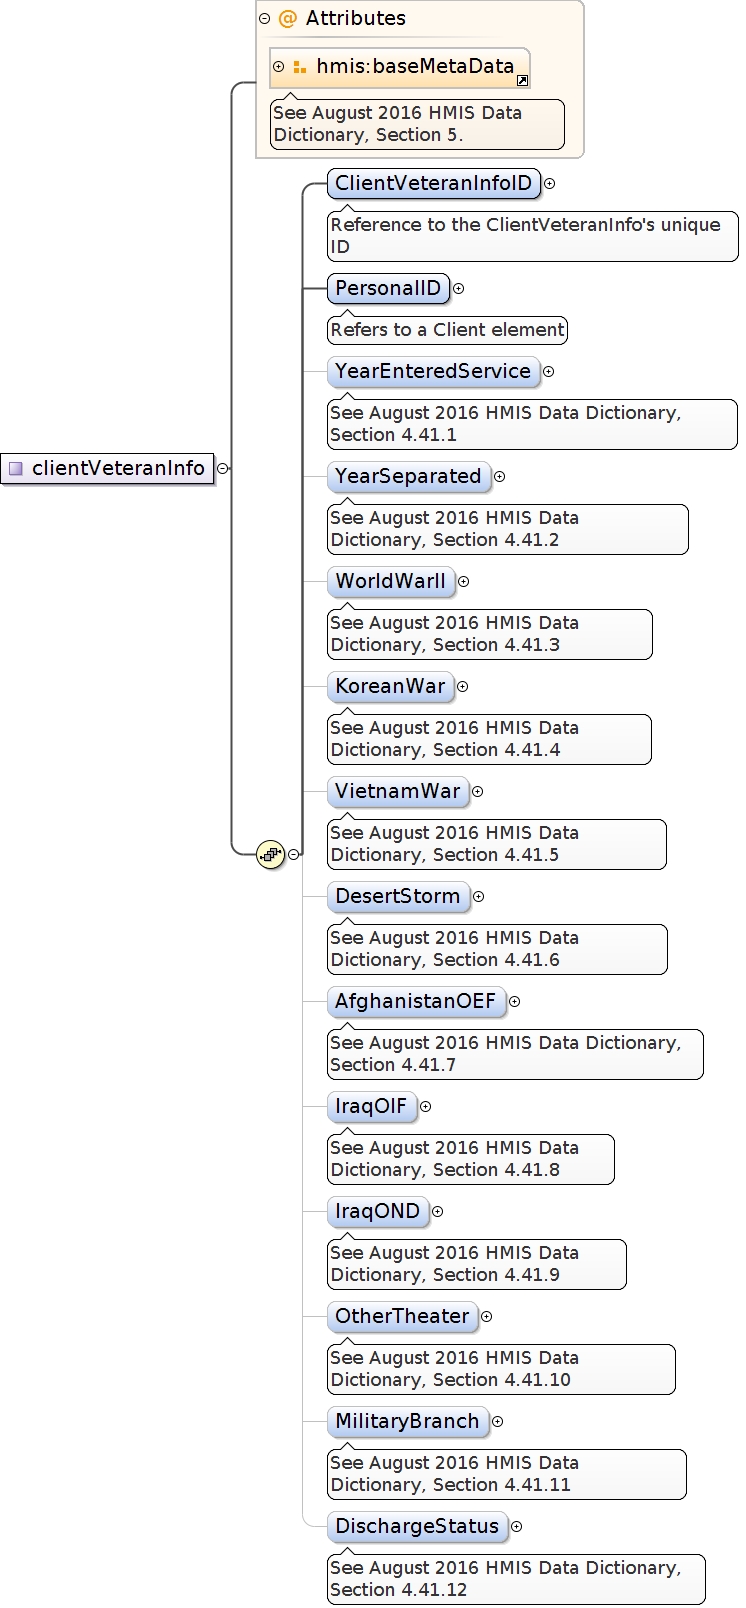 @ Attributes
hmis:baseMetaData
See August 2016 HMIS Data
Dictionary, Section 5.
ClientVeteranInfoID
Reference to the ClientVeteranInfo's unique
ID
PersonalID
Refers to a Client element
YearEnteredService
See August 2016 HMIS Data Dictionary,
Section 4.41.1
clientVeteranInfo
YearSeparated
See August 2016 HMIS Data
Dictionary, Section 4.41.2
WorldWarII
See August 2016 HMIS Data
Dictionary, Section 4.41.3
KoreanWar
See August 2016 HMIS Data
Dictionary, Section 4.41.4
VietnamWar
See August 2016 HMIS Data
Dictionary, Section 4.41.5
DesertStorm
See August 2016 HMIS Data
Dictionary, Section 4.41.6
AfghanistanOEF
See August 2016 HMIS Data Dictionary,
Section 4.41.7
IraqOIF
See August 2016 HMIS Data
Dictionary, Section 4.41.8
IraqOND
See August 2016 HMIS Data
Dictionary, Section 4.41.9
OtherTheater
See August 2016 HMIS Data
Dictionary, Section 4.41.10
MilitaryBranch
See August 2016 HMIS Data
Dictionary, Section 4.41.11
DischargeStatus
See August 2016 HMIS Data Dictionary,
Section 4.41.12